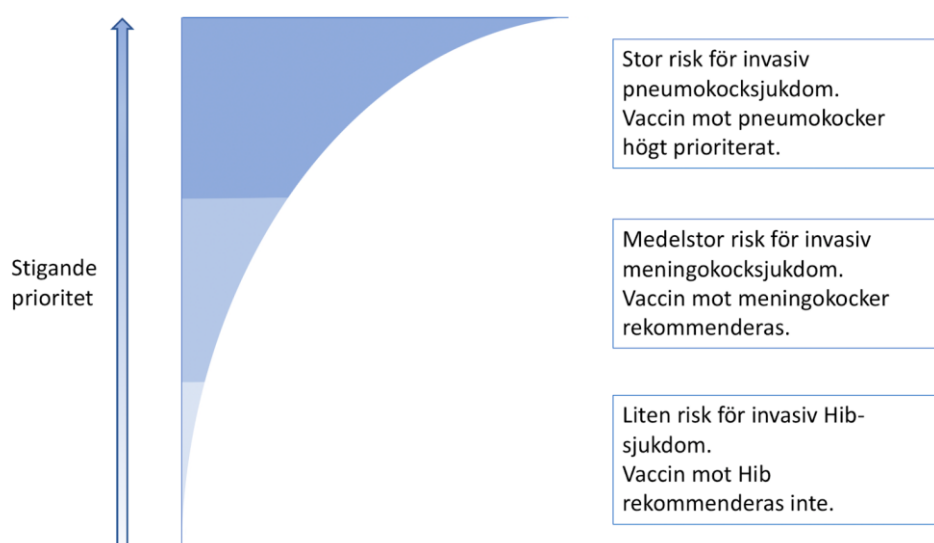 Stigande
prioritet
Stor risk för invasiv
pneumokocksjukdom.
Vaccin mot pneumokocker
högt prioriterat.
Medelstor risk för invasiv
meningokocksjukdom.
Vaccin mot meningokocker
rekommenderas.
Liten risk för invasiv Hib-
sjukdom.
Vaccin mot Hib
rekommenderas inte.